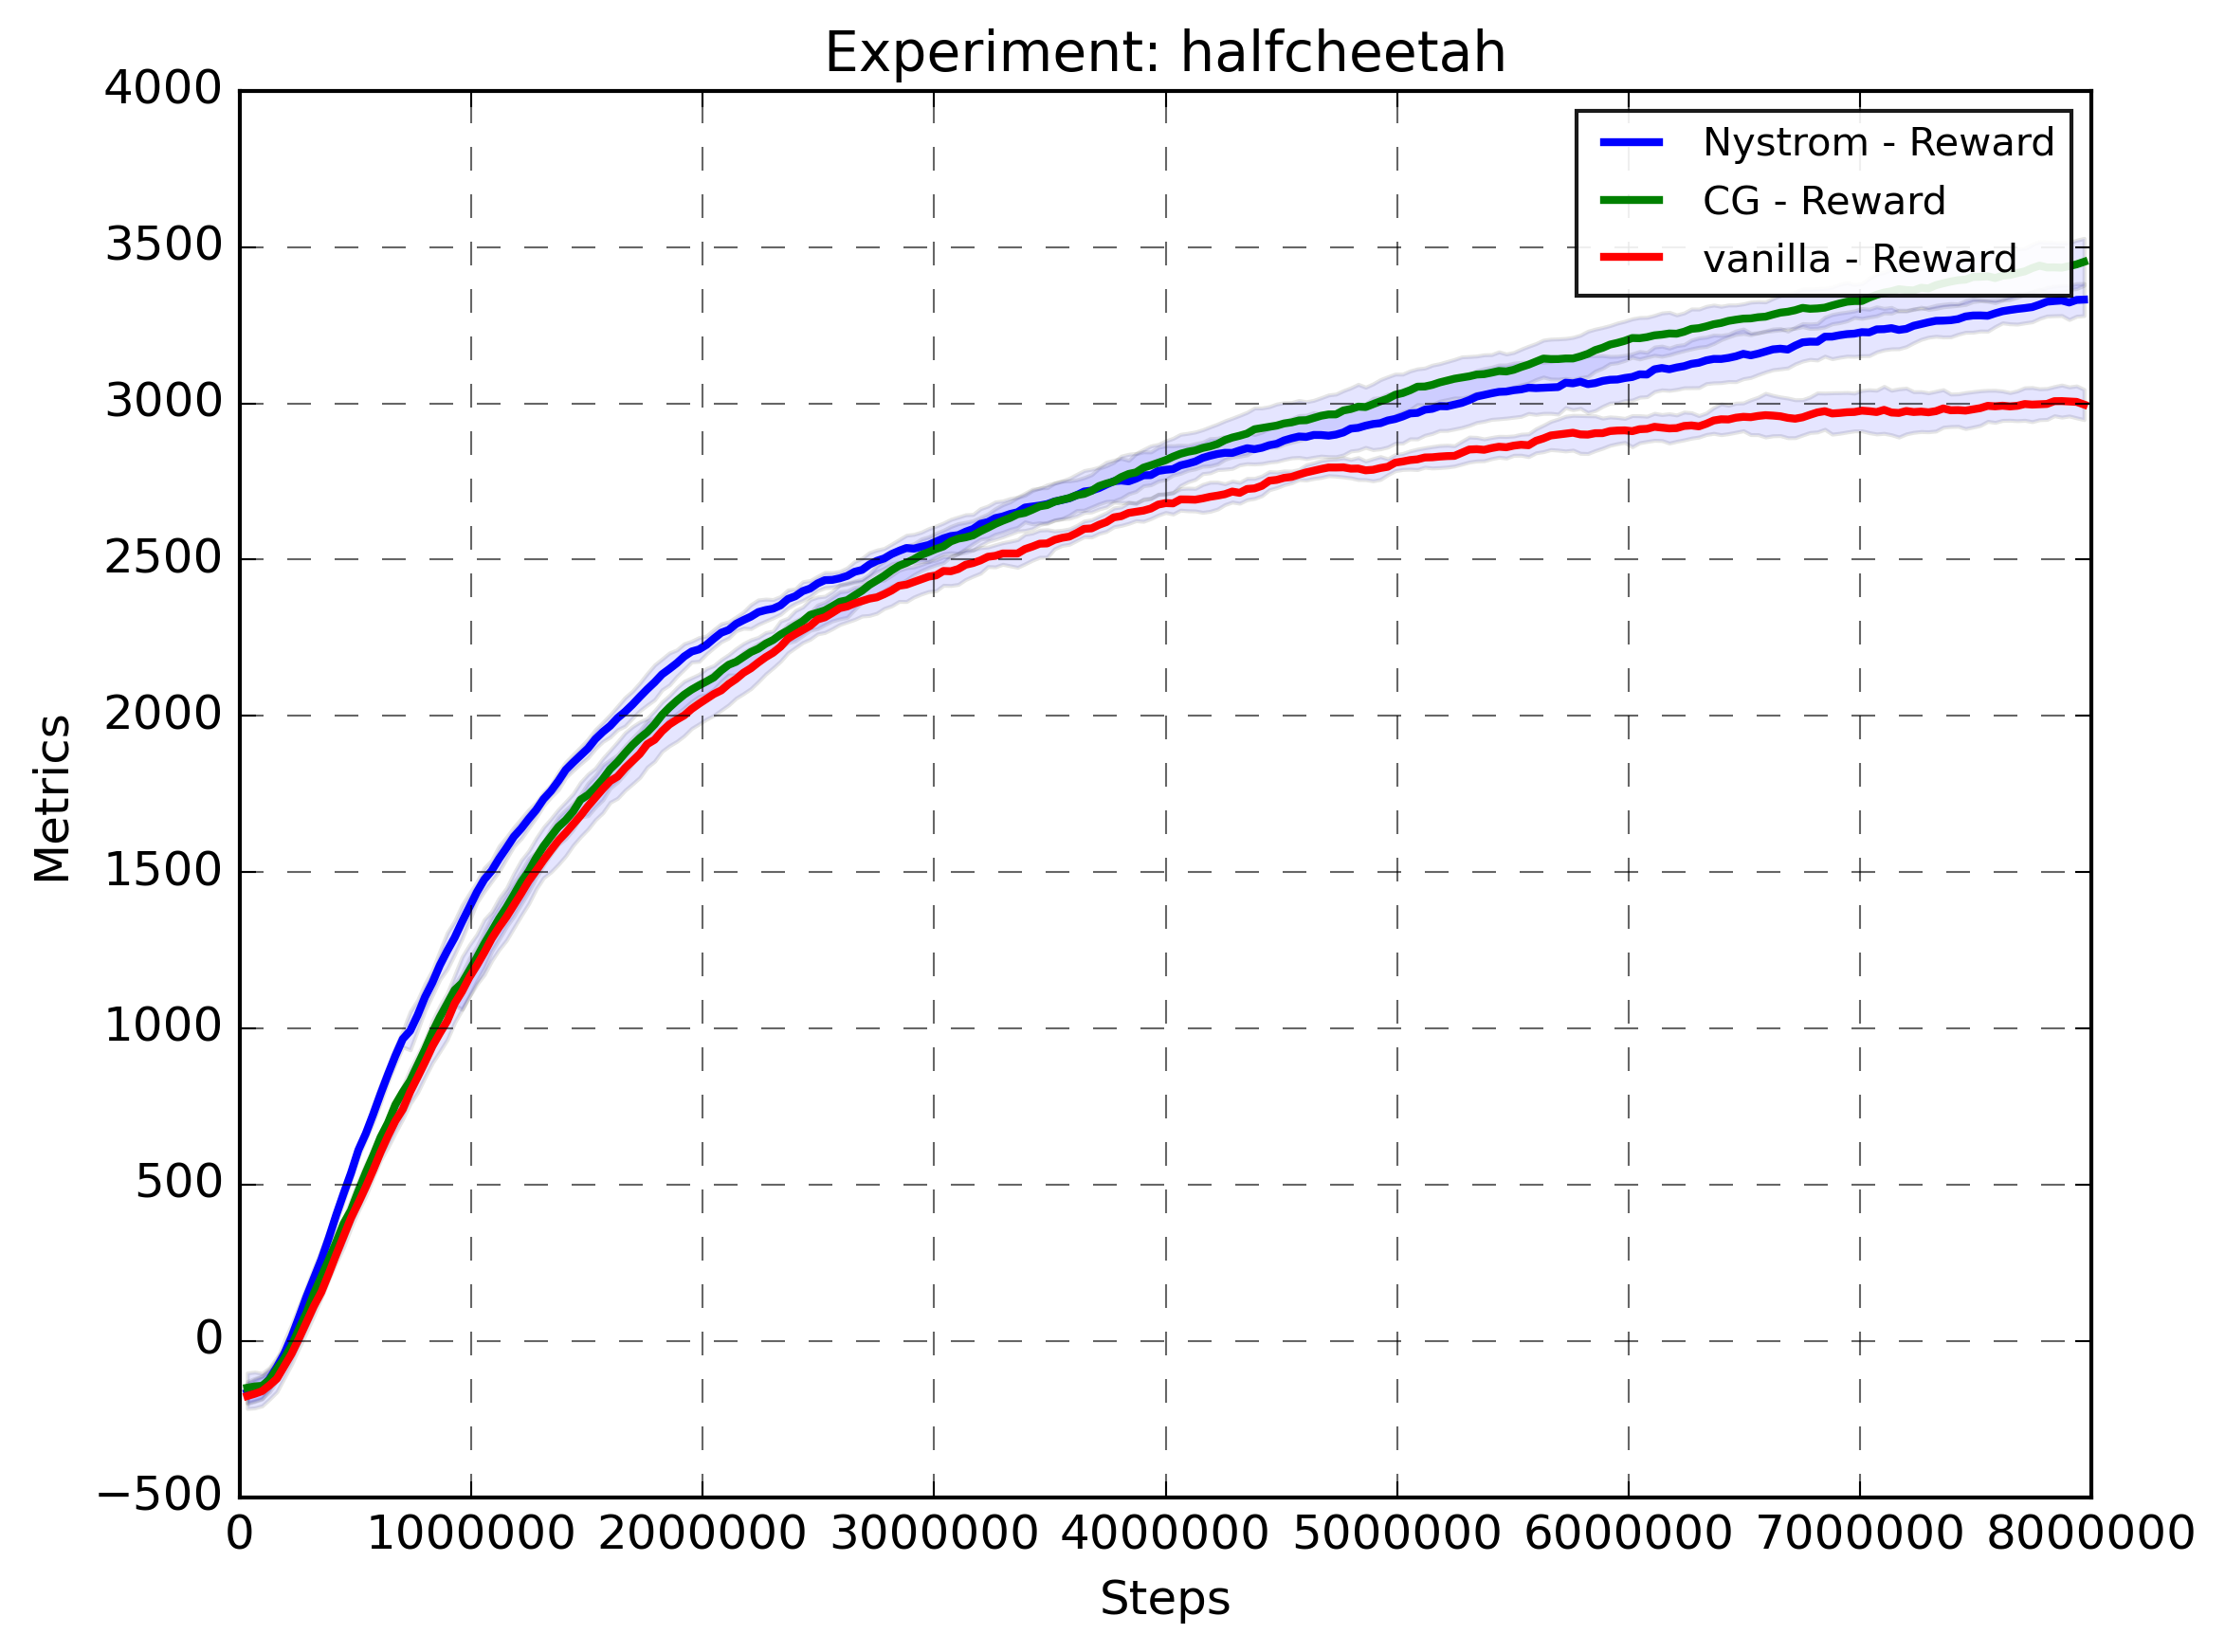 Experiment: halfcheetah
4000
3500
3000
2500
2000
1500
1000
500
0
−500
Metrics
Nystrom - Reward
CG - Reward
vanilla - Reward
0 1000000 2000000 3000000 4000000 5000000 6000000 7000000 8000000
Steps